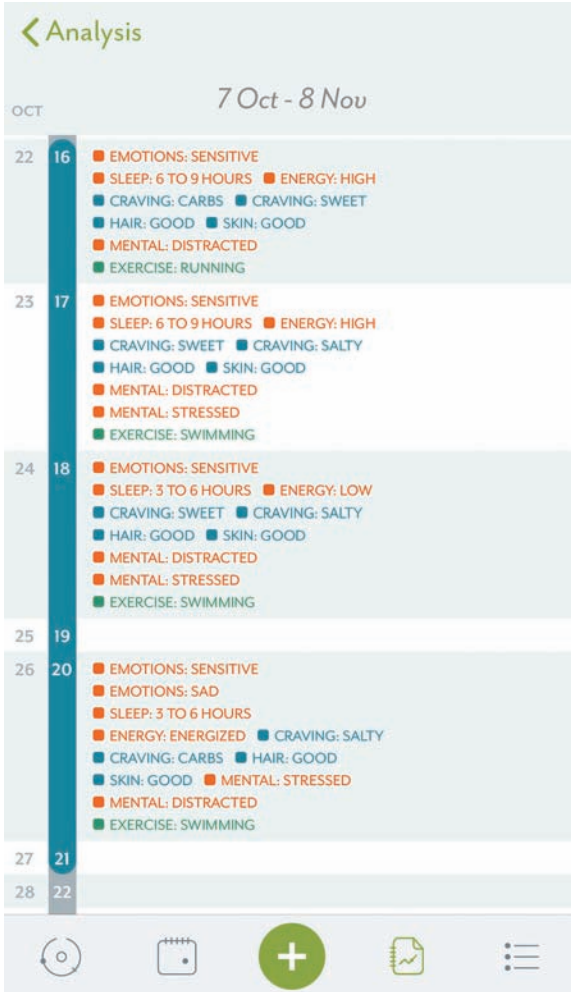 Analysis
7 Oct - 8 Nov
OCT
22 16 EMOTIONS: SENSITIVE
SLEEP: 6 TO 9 HOURS ENERGY: HIGH
CRAVING: CARBS CRAVING: SWEET
HAIR: GOOD SKIN: GOOD
MENTAL: DISTRACTED
EXERCISE: RUNNING
23 17 EMOTIONS: SENSITIVE
SLEEP: 6 TO 9 HOURS ENERGY: HIGH
CRAVING: SWEET CRAVING: SALTY
HAIR: GOOD SKIN: GOOD
MENTAL: DISTRACTED
MENTAL: STRESSED
EXERCISE: SWIMMING
24 18 EMOTIONS: SENSITIVE
SLEEP: 3 TO 6 HOURS ENERGY: LOW
CRAVING: SWEET CRAVING: SALTY
HAIR: GOOD SKIN: GOOD
MENTAL: DISTRACTED
MENTAL: STRESSED
EXERCISE: SWIMMING
25 19
26 20 EMOTIONS: SENSITIVE
EMOTIONS: SAD
SLEEP: 3 TO 6 HOURS
ENERGY: ENERGIZED CRAVING: SALTY
CRAVING: CARBS HAIR: GOOD
SKIN: GOOD MENTAL: STRESSED
MENTAL: DISTRACTED
EXERCISE: SWIMMING
27 21
28 22